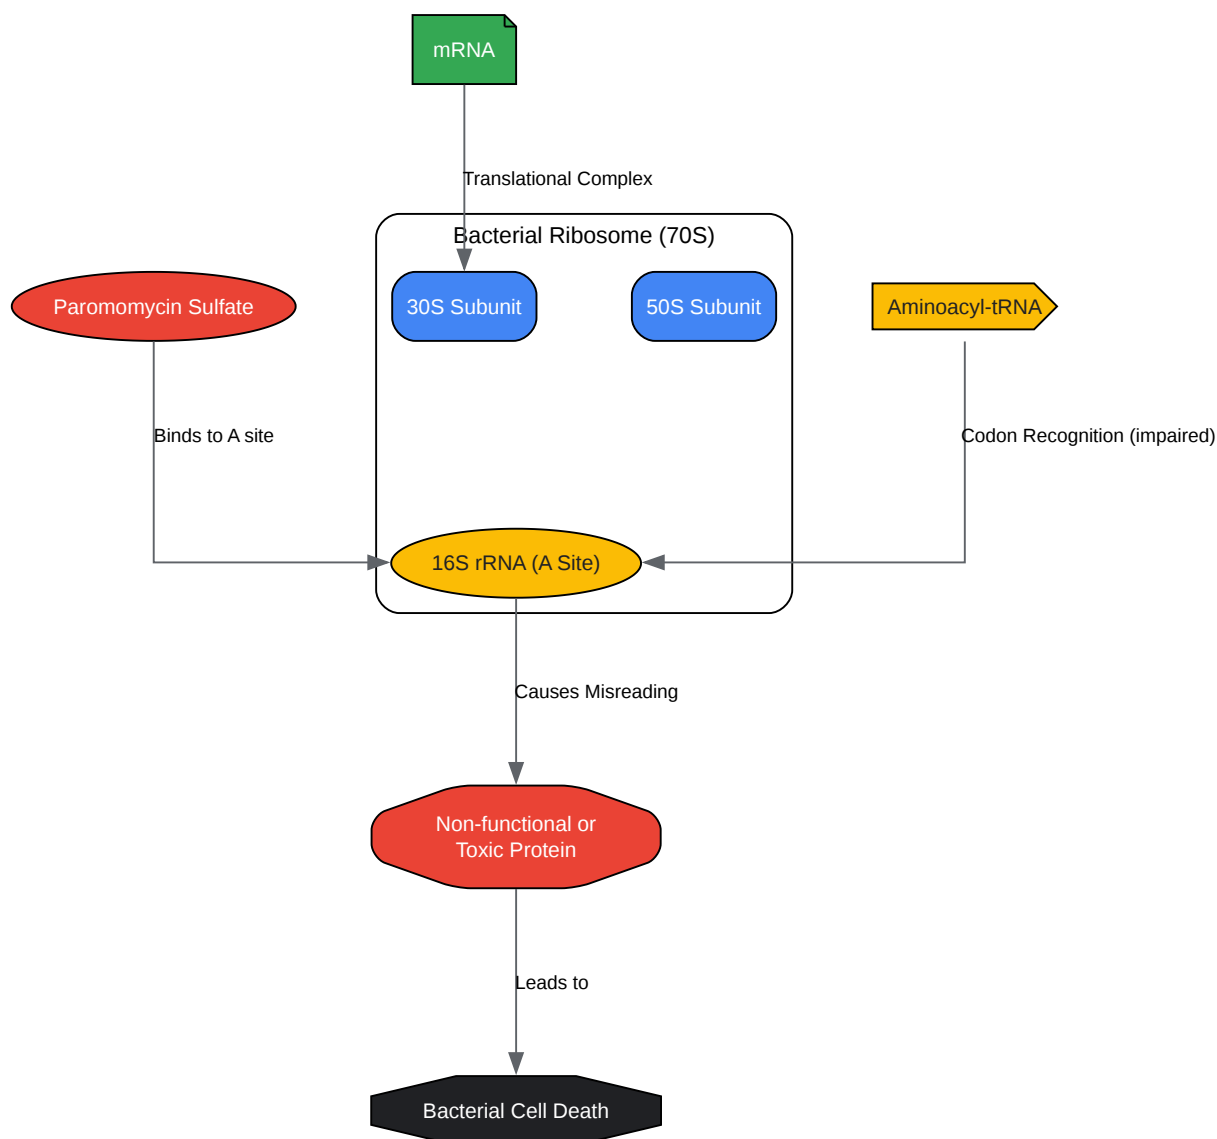 mRNA
Translational Complex
Bacterial Ribosome (70S)
Paromomycin Sulfate
30S Subunit
50S Subunit
Aminoacyl-tRNA
Binds to A site
Codon Recognition (impaired)
16S rRNA (A Site)
Causes Misreading
Non-functional or
Toxic Protein
Leads to
Bacterial Cell Death